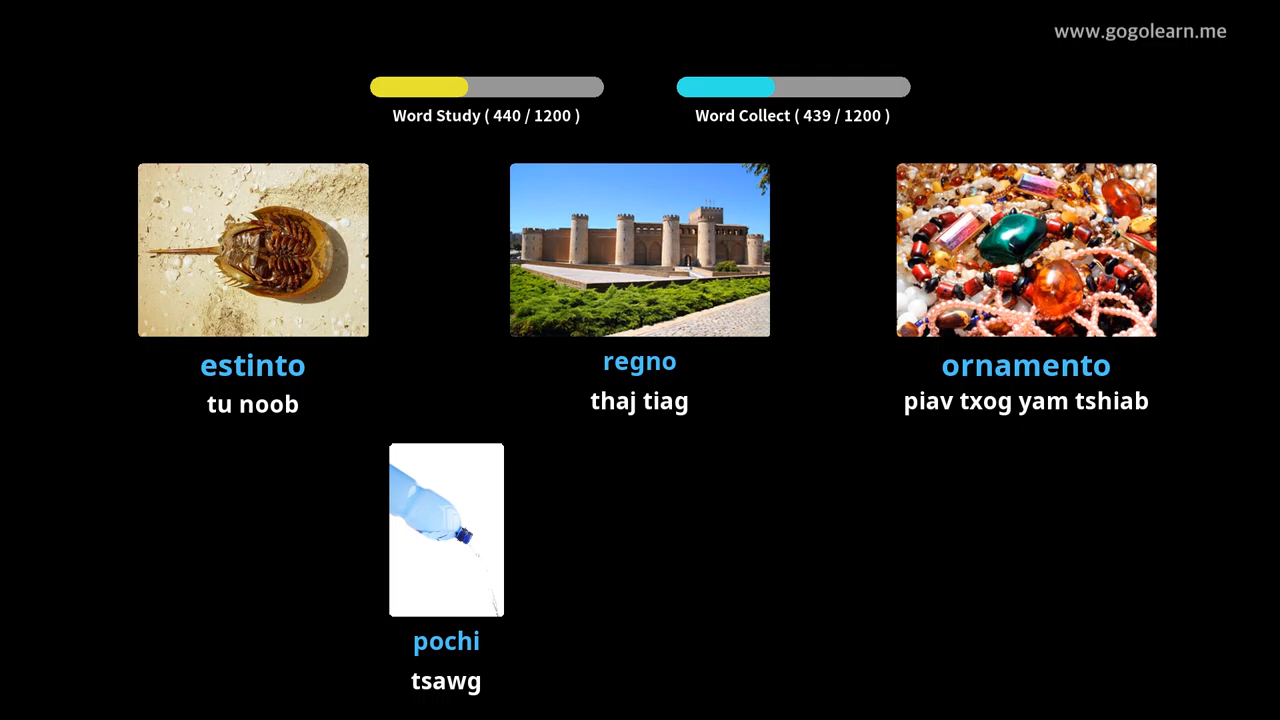 www.gogolearn.me
Word Study ( 440 / 1200 )
Word Collect ( 439 / 1200 )
estinto
tu noob
regno
thaj tiag
ornamento
piav txog yam tshiab
pochi
tsawg